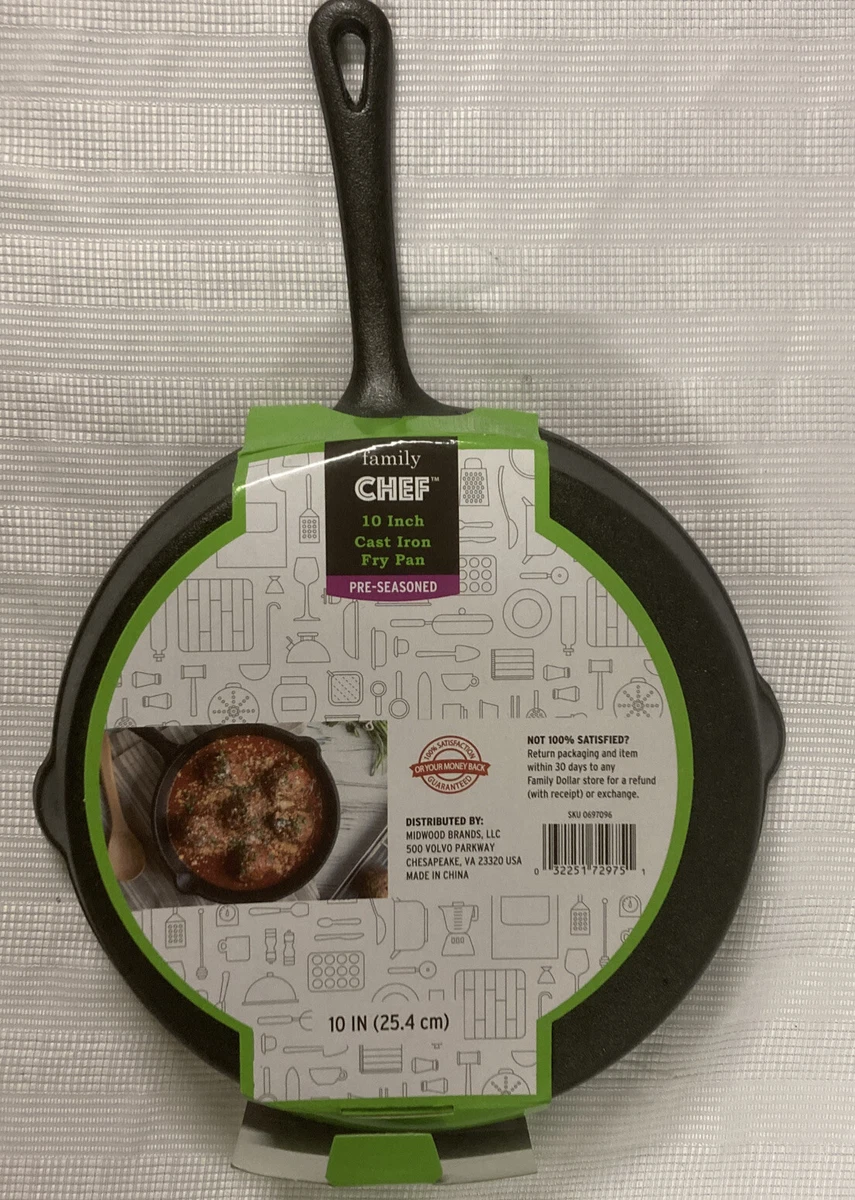 family
CHEF™
10 Inch
Cast Iron
Fry Pan
PRE-SEASONED
100% SATISFACTION
OR YOUR MONEY BACK
GUARANTEED
NOT 100% SATISFIED?
Return packaging and item
within 30 days to any
Family Dollar store for a refund
(with receipt) or exchange.
SKU 0697096
DISTRIBUTED BY:
MIDWOOD BRANDS, LLC
500 VOLVO PARKWAY
CHESAPEAKE, VA 23320 USA
MADE IN CHINA
0 32251 72975 1
10 IN (25.4 cm)